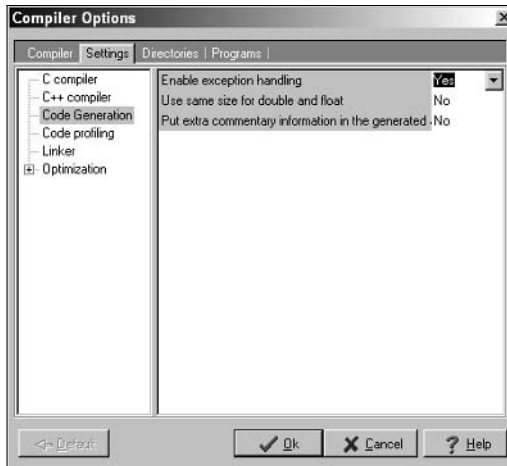 Compiler Options
Compiler Settings Directories Programs
C compiler
C++ compiler
Code Generation
Code profiling
Linker
Optimization
Enable exception handling Yes
Use same size for double and float No
Put extra commentary information in the generated No
Default Ok Cancel Help